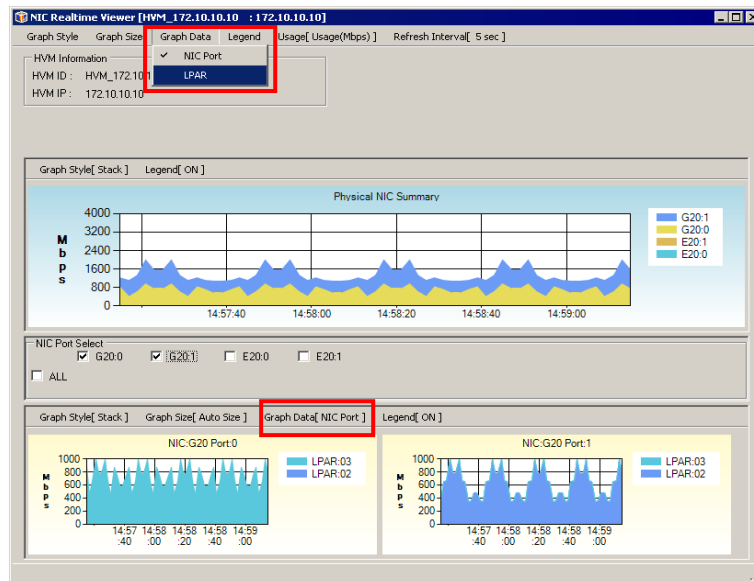 NIC Realtime Viewer [HVM_172.10.10.10 : 172.10.10.10]
Graph Style Graph Size Graph Data Legend Usage[ Usage(Mbps) ] Refresh Interval[ 5 sec ]
NIC Port
LPAR
HVM Information
HVM ID : HVM_172.10.1
HVM IP : 172.10.10.10
Graph Style[ Stack ] Legend[ ON ]
Physical NIC Summary
Mbps
4000
3200
2400
1600
800
0
14:57:40 14:58:00 14:58:20 14:58:40 14:59:00
G20:1
G20:0
E20:1
E20:0
NIC Port Select
G20:0 G20:1 E20:0 E20:1
ALL
Graph Style[ Stack ] Graph Size[ Auto Size ] Graph Data[ NIC Port ] Legend[ ON ]
NIC:G20 Port:0
Mbps
1000
800
600
400
200
0
14:57 14:58 14:58 14:58 14:59
:40 :00 :20 :40 :00
LPAR:03
LPAR:02
NIC:G20 Port:1
Mbps
1000
800
600
400
200
0
14:57 14:58 14:58 14:58 14:59
:40 :00 :20 :40 :00
LPAR:03
LPAR:02